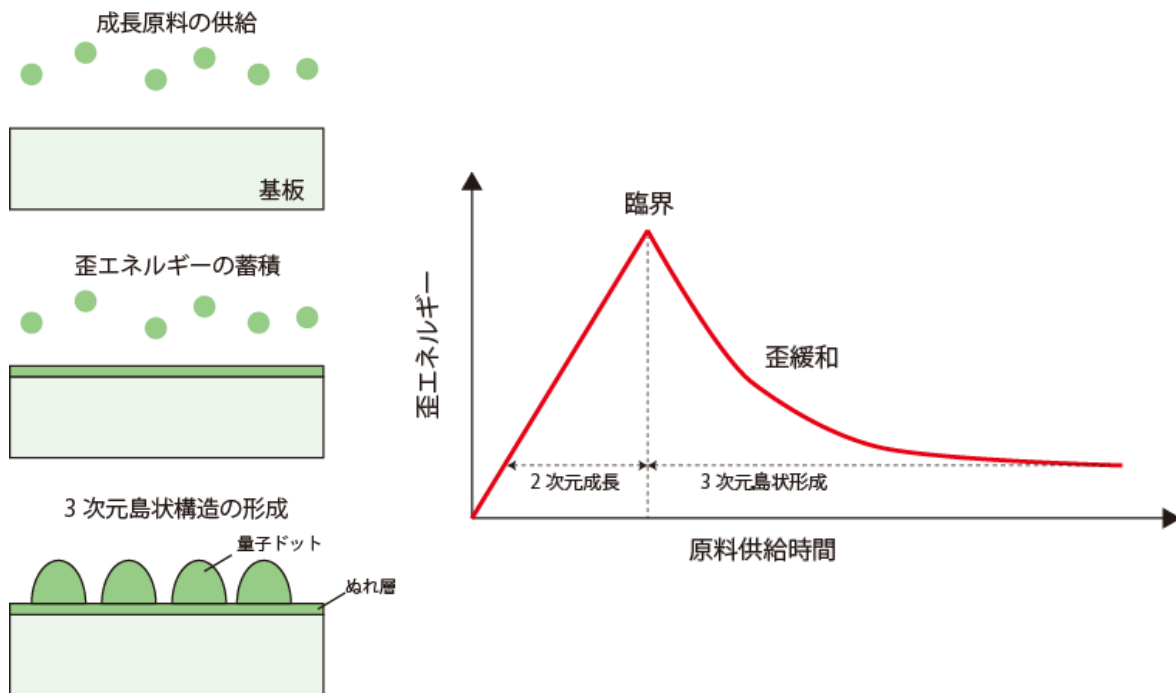 成長原料の供給
基板
歪エネルギーの蓄積
3 次元島状構造の形成
量子ドット
ぬれ層
歪エネルギー
臨界
歪緩和
2 次元成長
3 次元島状形成
原料供給時間